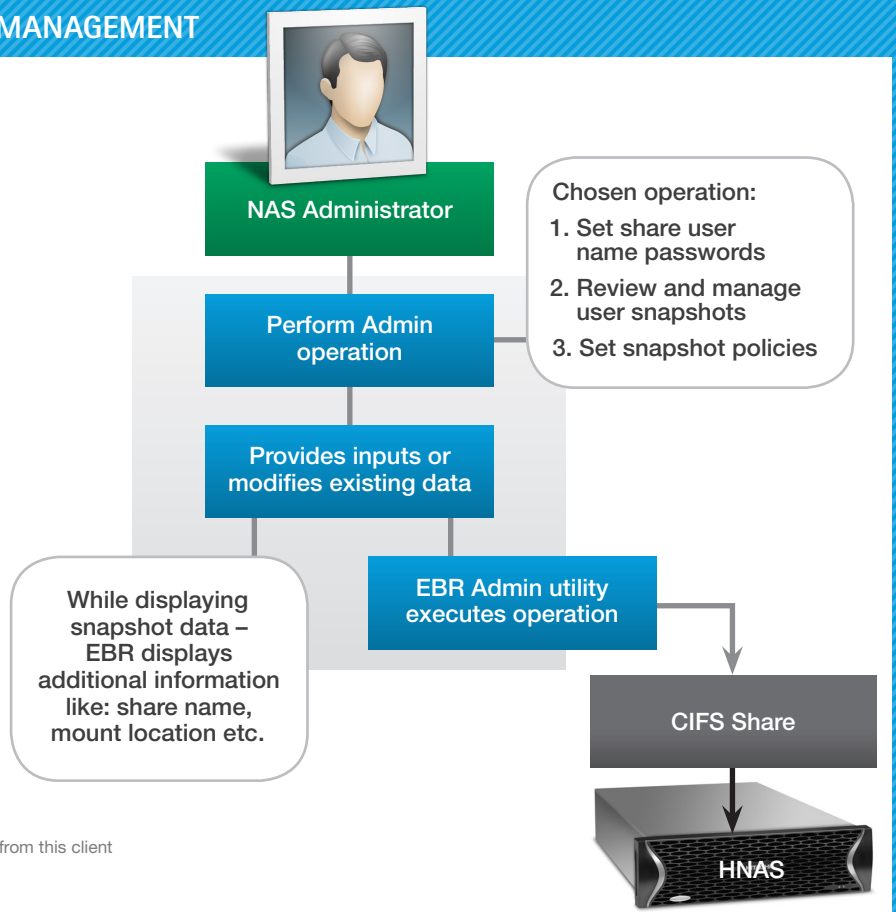 MANAGEMENT
NAS Administrator
Chosen operation:
1. Set share user
name passwords
2. Review and manage
user snapshots
3. Set snapshot policies
Perform Admin
operation
Provides inputs or
modifies existing data
EBR Admin utility
executes operation
While displaying
snapshot data –
EBR displays
additional information
like: share name,
mount location etc.
CIFS Share
from this client
HNAS